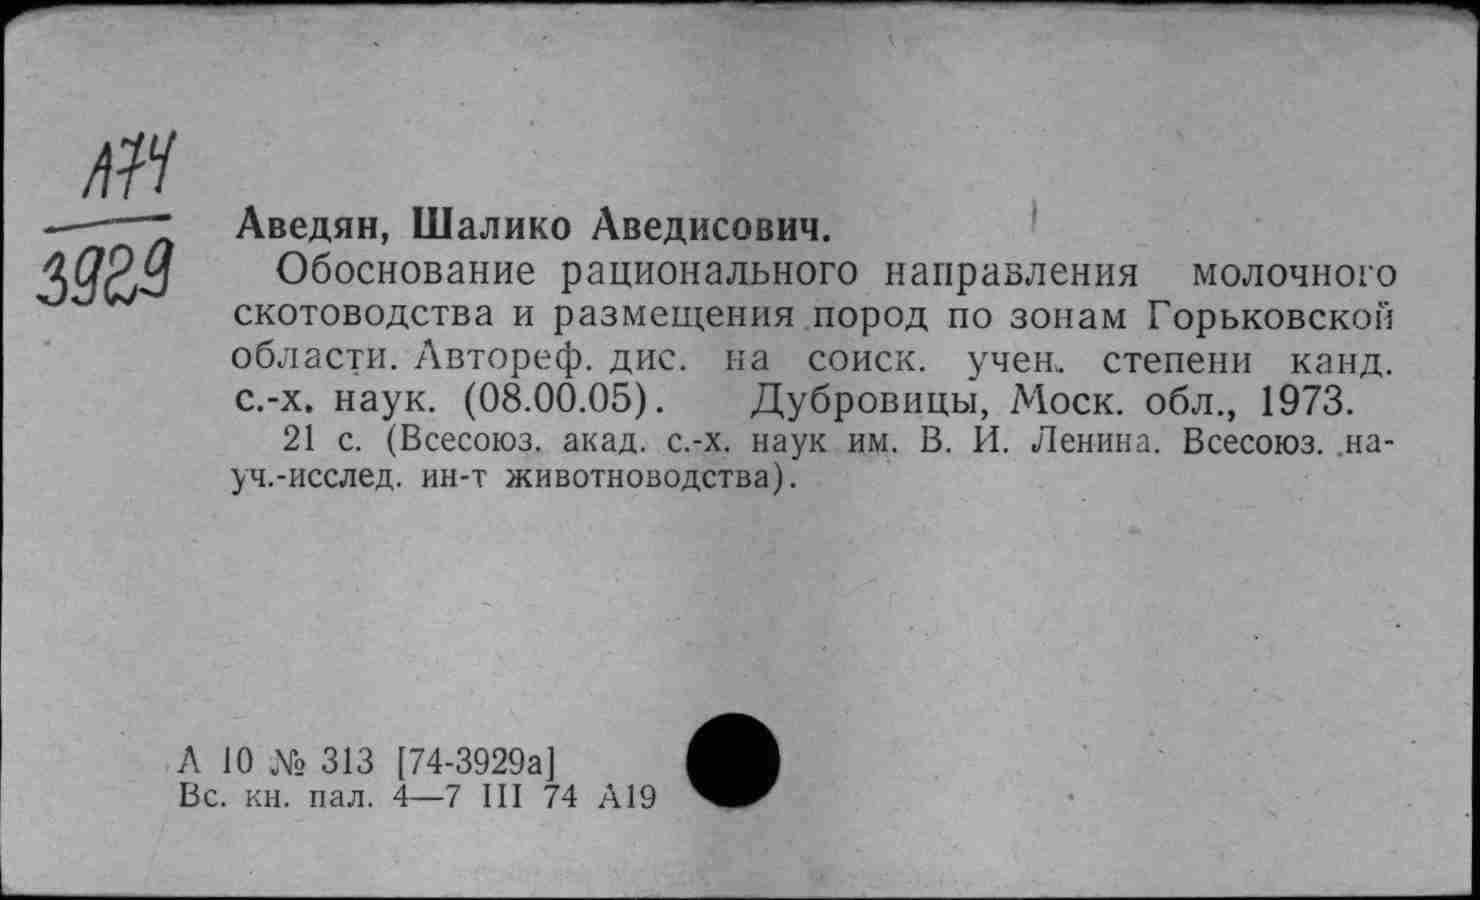 А74
3929
Аведян, Шалико Аведисович.
Обоснование рационального направления молочного
скотоводства и размещения пород по зонам Горьковской
области. Автореф. дис. на соиск. учен. степени канд.
с.-х. наук. (08.00.05). Дубровицы, Моск. обл., 1973.
21 с. (Всесоюз. акад. с.-х. наук им. В. И. Ленина. Всесоюз. на-
уч.-исслед. ин-т животноводства).
А 10 № 313 [74-3929а]
Вс. кн. пал. 4—7 III 74 А19